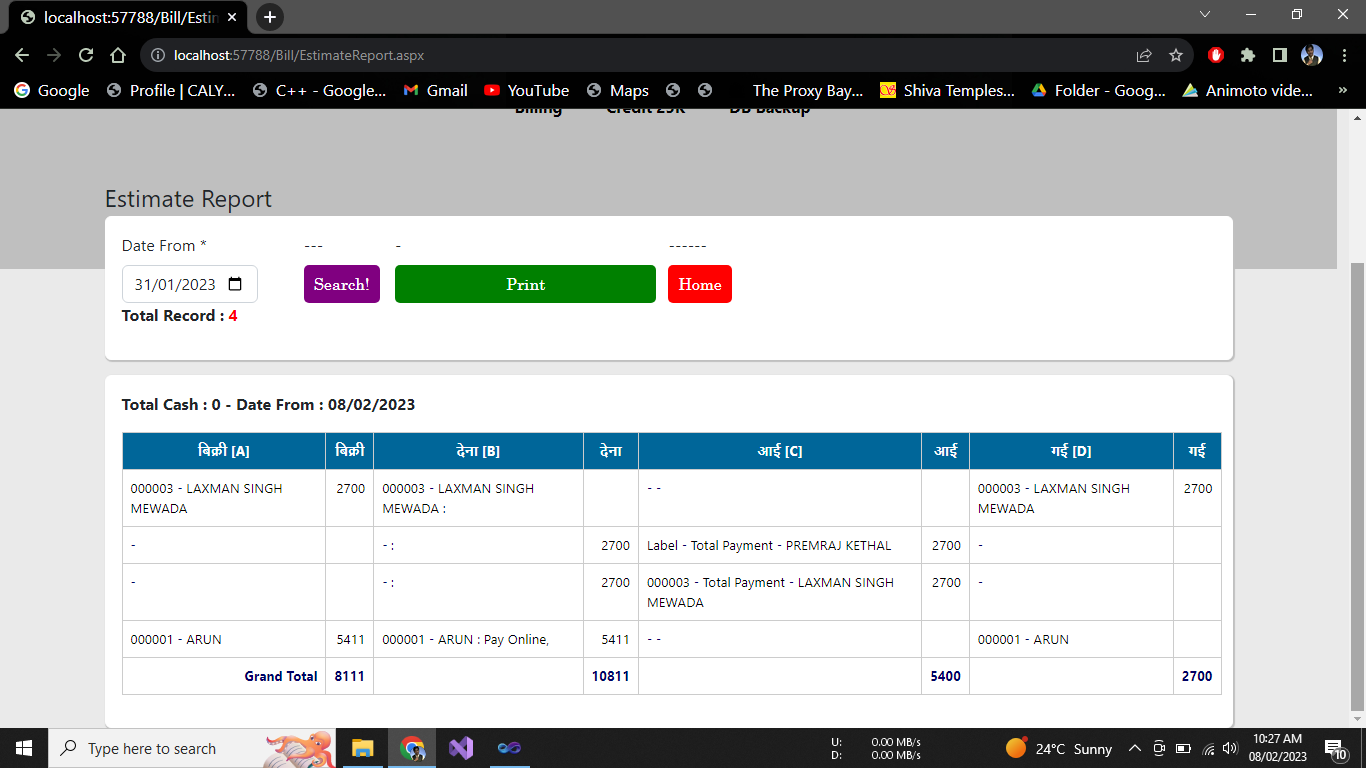 localhost:57788/Bill/Estim
localhost:57788/Bill/EstimateReport.aspx
Google Profile | CALY... C++ - Google... Gmail YouTube Maps The Proxy Bay... Shiva Temples... Folder - Goog... Animoto vide... »
Billing Credit 25K DB Backup
Estimate Report
Date From * --- - ------
31/01/2023 Search! Print Home
Total Record : 4
Total Cash : 0 - Date From : 08/02/2023
बिक्री [A] बिक्री देना [B] देना आई [C] आई गई [D] गई
000003 - LAXMAN SINGH 2700 000003 - LAXMAN SINGH - - 000003 - LAXMAN SINGH 2700
MEWADA MEWADA : MEWADA
- - : 2700 Label - Total Payment - PREMRAJ KETHAL 2700 -
- - : 2700 000003 - Total Payment - LAXMAN SINGH 2700 -
MEWADA
000001 - ARUN 5411 000001 - ARUN : Pay Online, 5411 - - 000001 - ARUN
Grand Total 8111 10811 5400 2700
Type here to search
U: 0.00 MB/s
D: 0.00 MB/s
24°C Sunny
10:27 AM
08/02/2023
10